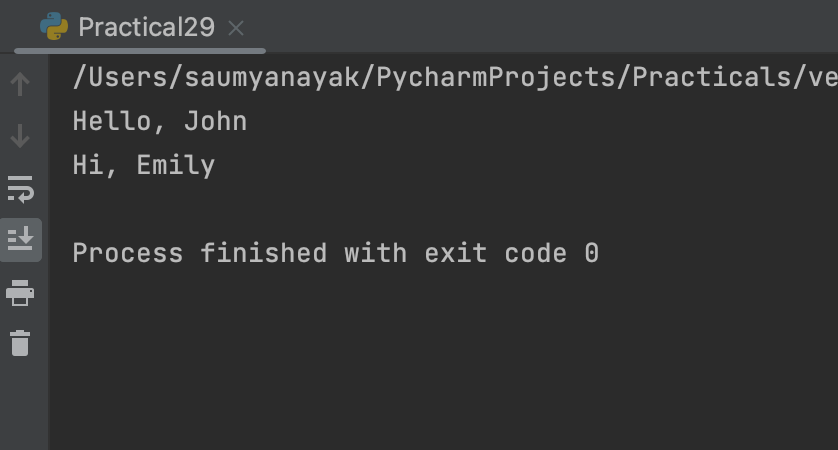 Practical29
/Users/saumyanayak/PycharmProjects/Practicals/ve
Hello, John
Hi, Emily
Process finished with exit code 0